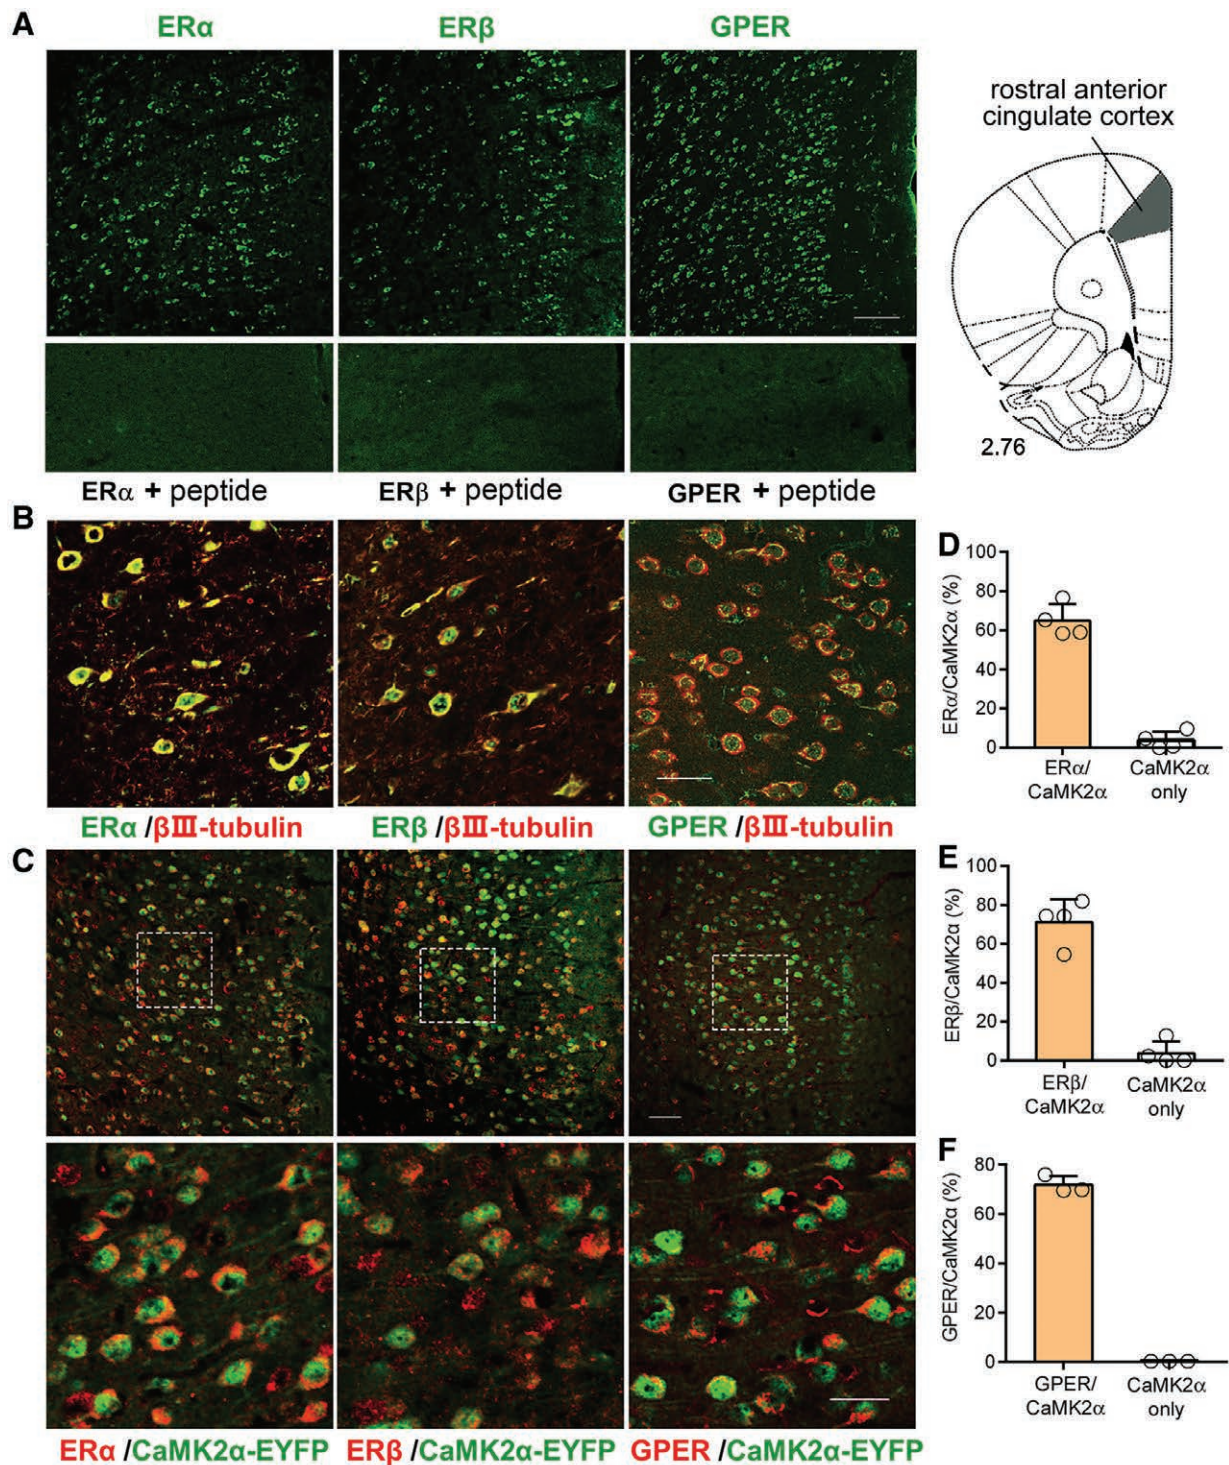 A
ERα
ERβ
GPER
rostral anterior
cingulate cortex
2.76
ERα + peptide
ERβ + peptide
GPER + peptide
B
ERα /βIII-tubulin
ERβ /βIII-tubulin
GPER /βIII-tubulin
C
ERα /CaMK2α-EYFP
ERβ /CaMK2α-EYFP
GPER /CaMK2α-EYFP
D
ERα/CaMK2α (%)
100
80
60
40
20
0
ERα/
CaMK2α
CaMK2α
only
E
ERβ/CaMK2α (%)
100
80
60
40
20
0
ERβ/
CaMK2α
CaMK2α
only
F
GPER/CaMK2α (%)
80
60
40
20
0
GPER/
CaMK2α
CaMK2α
only